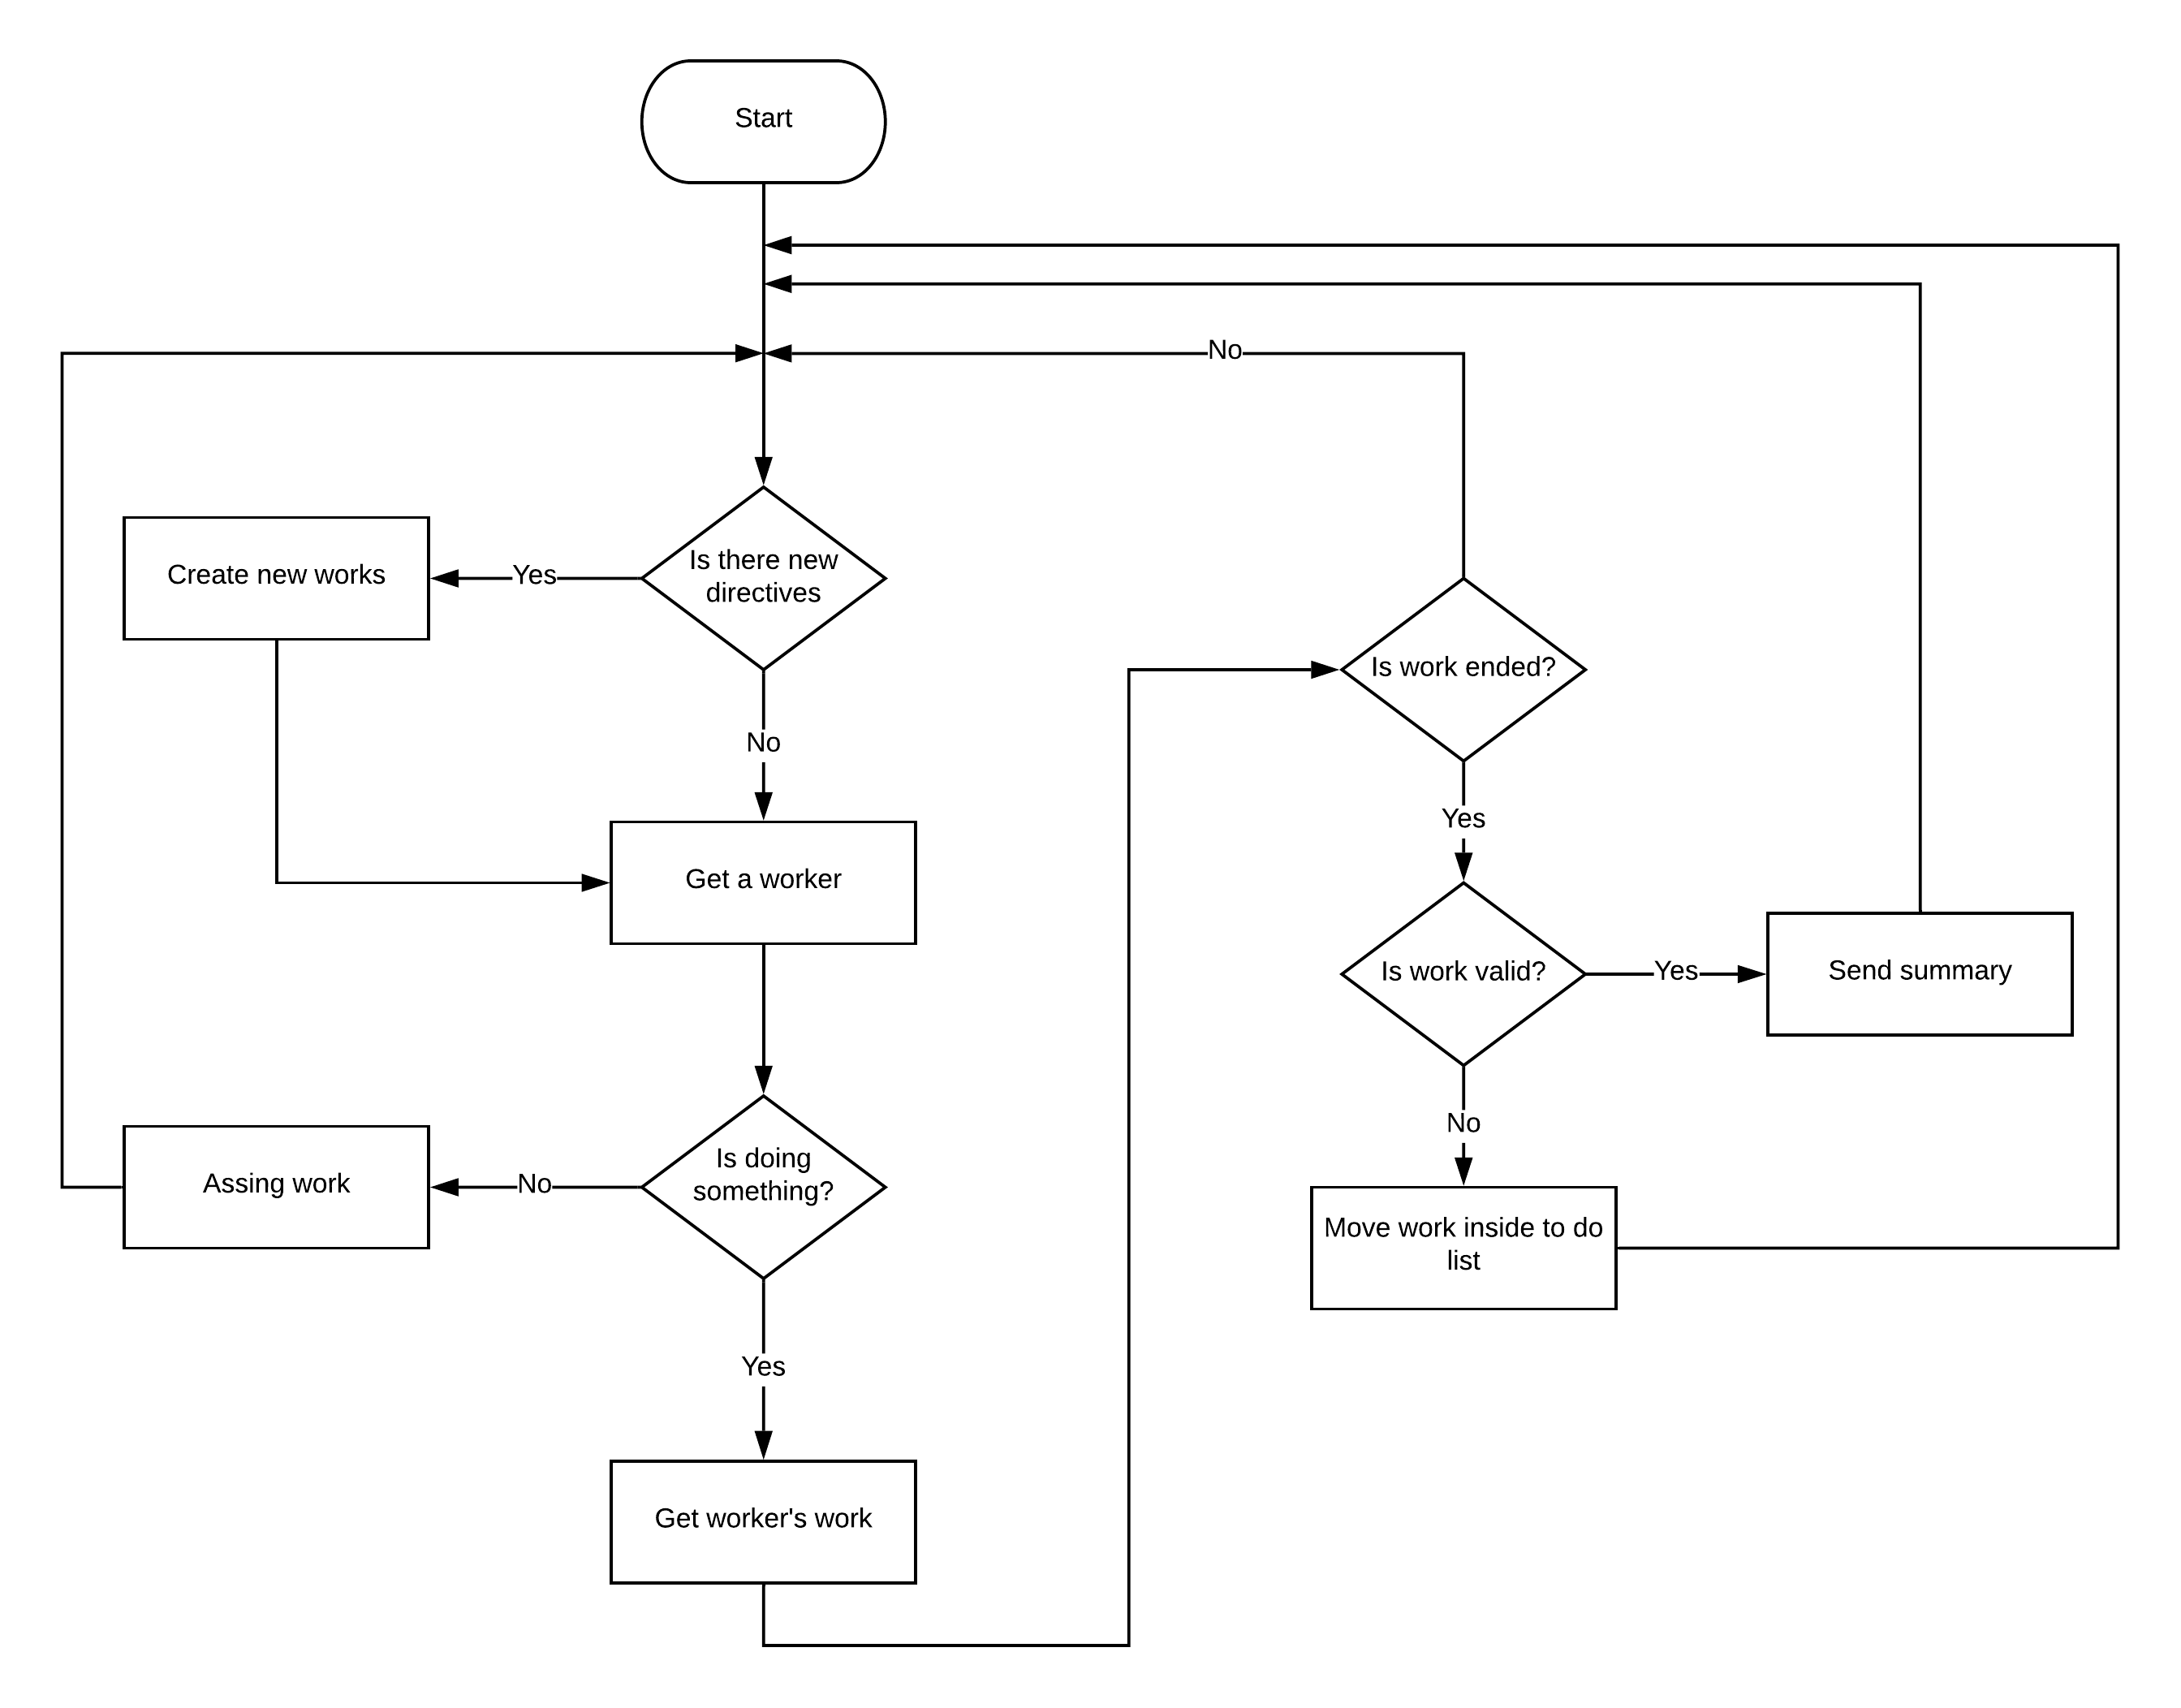 Start
No
Create new works
Yes
Is there new
directives
Is work ended?
No
Yes
Get a worker
Is work valid?
Yes
Send summary
No
Assing work
No
Is doing
something?
Move work inside to do
list
Yes
Get worker's work